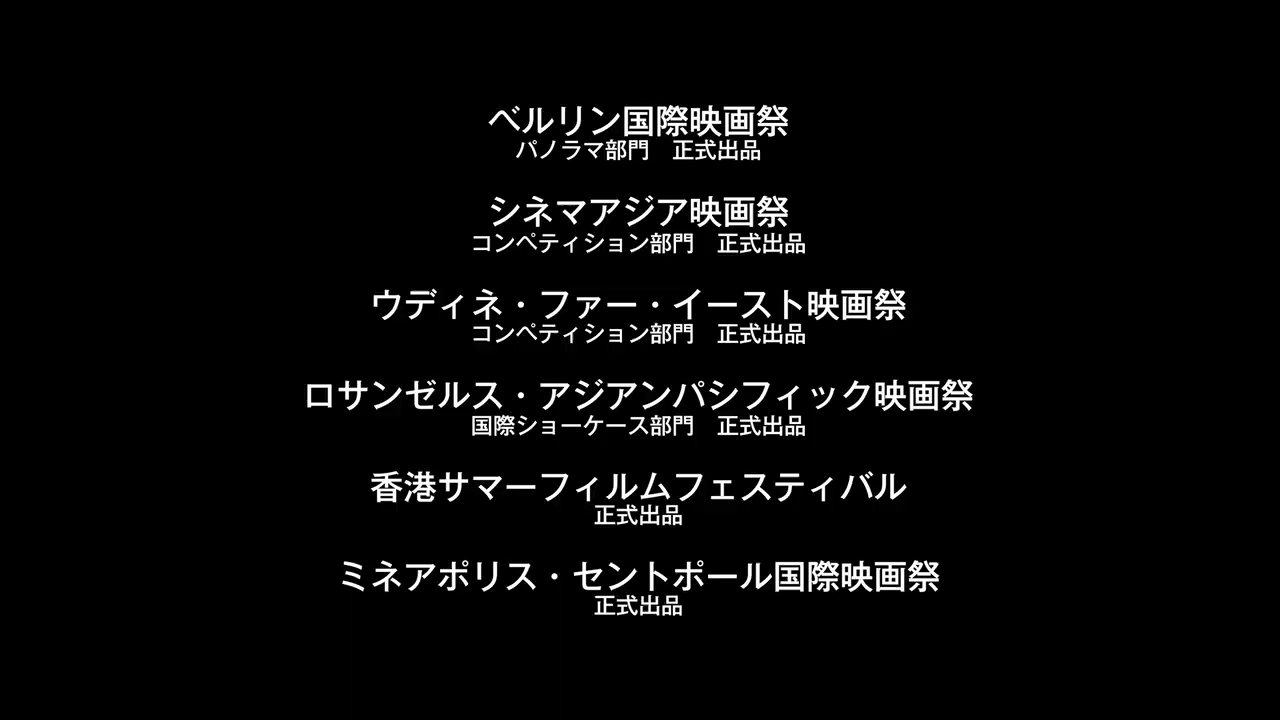 ベルリン国際映画祭
パノラマ部門　正式出品
シネマアジア映画祭
コンペティション部門　正式出品
ウディネ・ファー・イースト映画祭
コンペティション部門　正式出品
ロサンゼルス・アジアンパシフィック映画祭
国際ショーケース部門　正式出品
香港サマーフィルムフェスティバル
正式出品
ミネアポリス・セントポール国際映画祭
正式出品